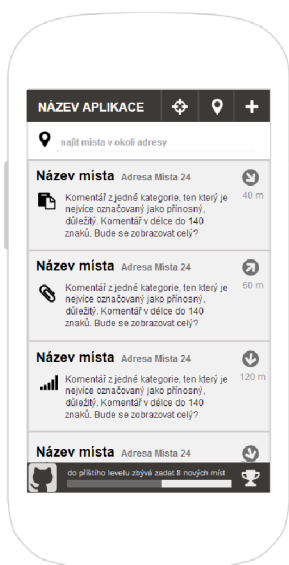 NÁZEV APLIKACE
najít místa v okolí adresy
Název místa Adresa Místa 24
40 m
Komentář z jedné kategorie, ten který je
nejvíce označovaný jako přínosný,
důležitý. Komentář v délce do 140
znaků. Bude se zobrazovat celý?
Název místa Adresa Místa 24
60 m
Komentář z jedné kategorie, ten který je
nejvíce označovaný jako přínosný,
důležitý. Komentář v délce do 140
znaků. Bude se zobrazovat celý?
Název místa Adresa Místa 24
120 m
Komentář z jedné kategorie, ten který je
nejvíce označovaný jako přínosný,
důležitý. Komentář v délce do 140
znaků. Bude se zobrazovat celý?
Název místa Adresa Místa 24
do příštího levelu zbývá zadat 8 nových míst